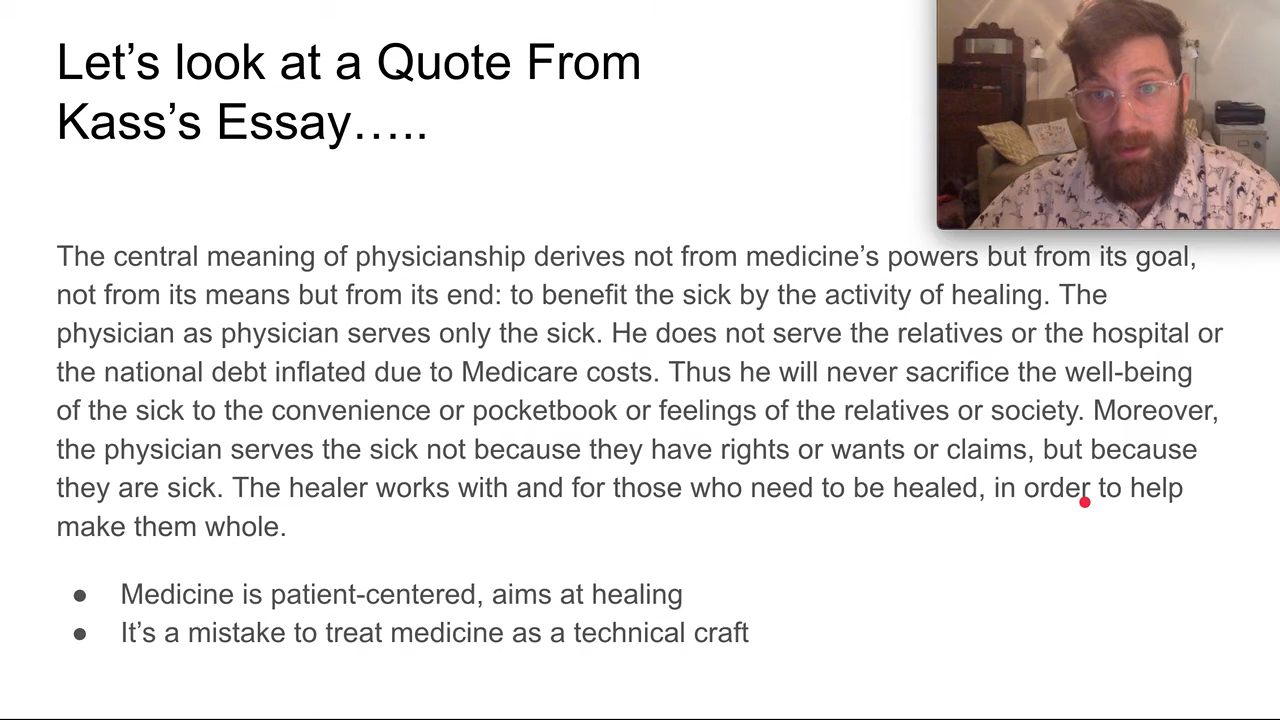 Let’s look at a Quote From
Kass’s Essay…..
The central meaning of physicianship derives not from medicine’s powers but from its goal,
not from its means but from its end: to benefit the sick by the activity of healing. The
physician as physician serves only the sick. He does not serve the relatives or the hospital or
the national debt inflated due to Medicare costs. Thus he will never sacrifice the well-being
of the sick to the convenience or pocketbook or feelings of the relatives or society. Moreover,
the physician serves the sick not because they have rights or wants or claims, but because
they are sick. The healer works with and for those who need to be healed, in order to help
make them whole.
● Medicine is patient-centered, aims at healing
● It’s a mistake to treat medicine as a technical craft